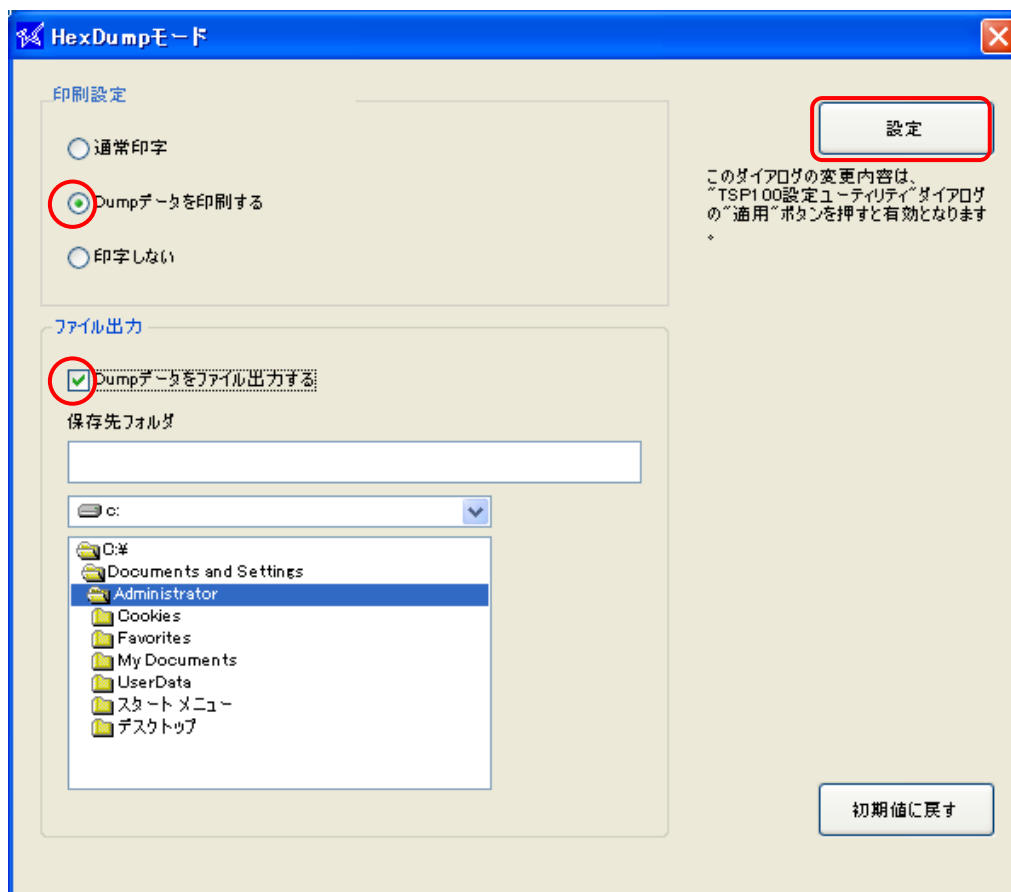 HexDumpモード
印刷設定
通常印字
Dumpデータを印刷する
印字しない
設定
このダイアログの変更内容は、
"TSP100設定ユーティリティ"ダイアログ
の"適用"ボタンを押すと有効となります
。
ファイル出力
Dumpデータをファイル出力する
保存先フォルダ
c:
C:¥
Documents and Settings
Administrator
Cookies
Favorites
My Documents
UserData
スタート メニュー
デスクトップ
初期値に戻す